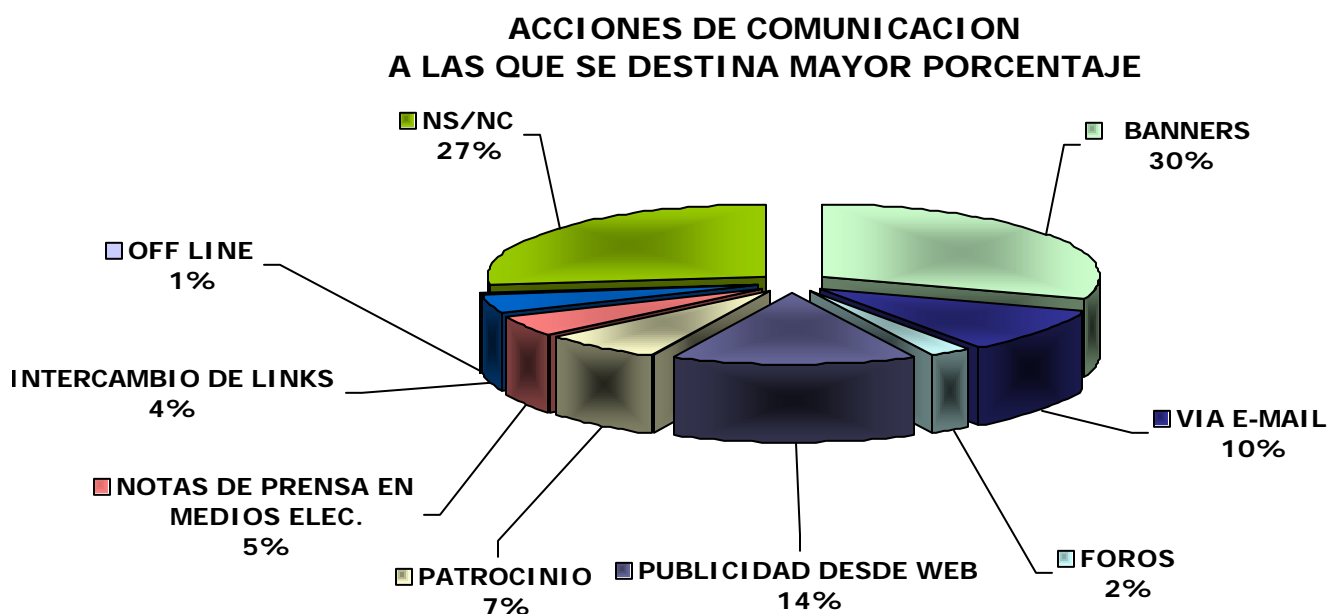 ACCIONES DE COMUNICACION
A LAS QUE SE DESTINA MAYOR PORCENTAJE
NS/NC
27%
BANNERS
30%
OFF LINE
1%
INTERCAMBIO DE LINKS
4%
VIA E-MAIL
10%
NOTAS DE PRENSA EN
MEDIOS ELEC.
5%
PATROCINIO
7%
PUBLICIDAD DESDE WEB
14%
FOROS
2%